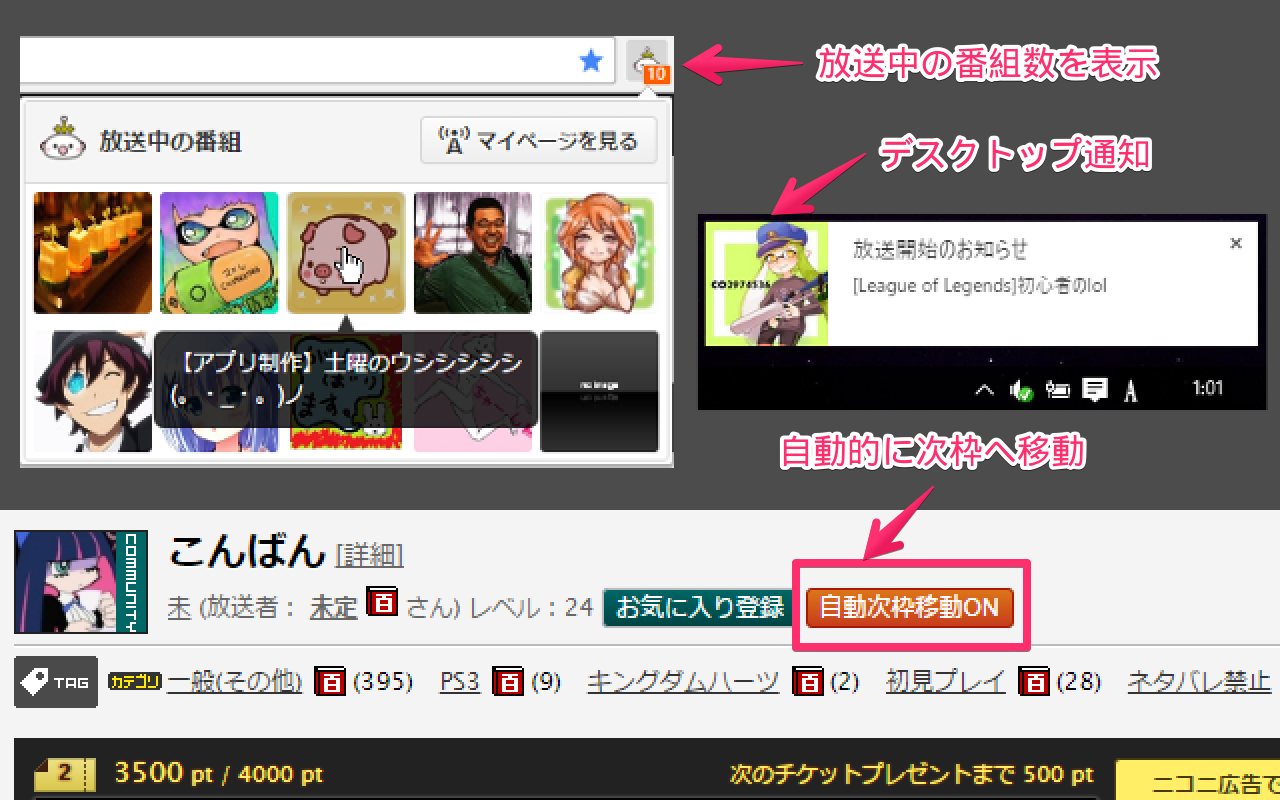 放送中の番組数を表示
10
放送中の番組
マイページを見る
デスクトップ通知
放送開始のお知らせ
[League of Legends]初心者のlol
CO2974536
【アプリ制作】土曜のウシシシシシ
(。･_･。)ノ
no image
1:01
自動的に次枠へ移動
COMMUNITY
こんばん [詳細]
未 (放送者： 未定 百 さん) レベル：24 お気に入り登録 自動次枠移動ON
TAG カテゴリ 一般(その他) 百 (395) PS3 百 (9) キングダムハーツ 百 (2) 初見プレイ 百 (28) ネタバレ禁止
2 3500 pt / 4000 pt 次のチケットプレゼントまで 500 pt ニコニ広告で